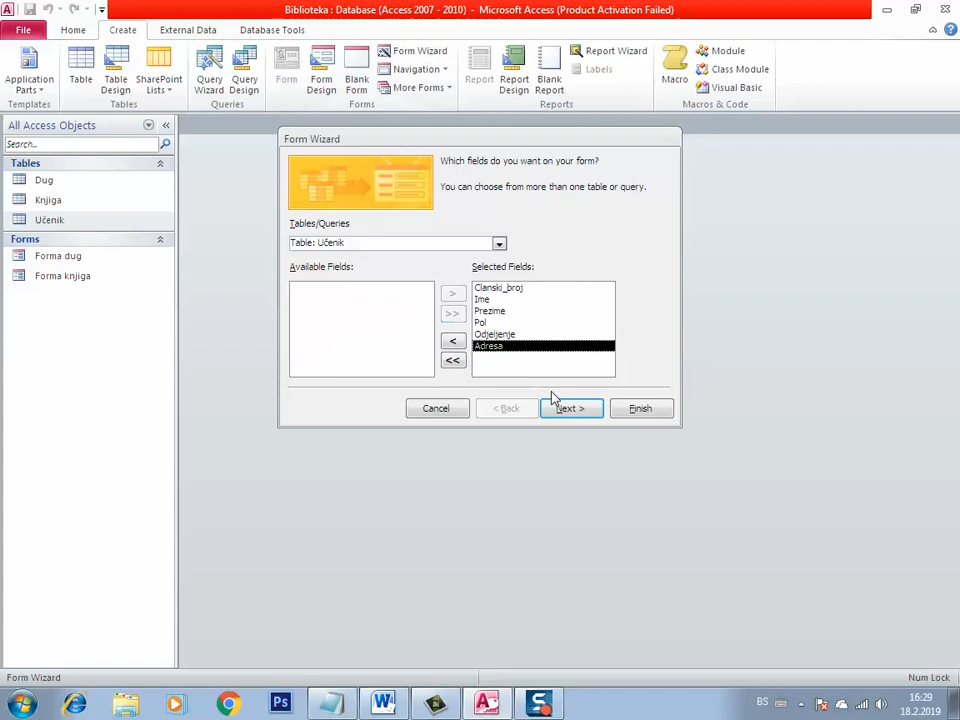 Biblioteka : Database (Access 2007 - 2010) - Microsoft Access (Product Activation Failed)
File Home Create External Data Database Tools
Application Parts
Table
Table Design
SharePoint Lists
Query Wizard
Query Design
Form
Form Design
Blank Form
Form Wizard
Navigation
More Forms
Report
Report Design
Blank Report
Report Wizard
Labels
Macro
Module
Class Module
Visual Basic
Templates Tables Queries Forms Reports Macros & Code
All Access Objects
Search...
Tables
Dug
Knjiga
Učenik
Forms
Forma dug
Forma knjiga
Form Wizard
Which fields do you want on your form?
You can choose from more than one table or query.
Tables/Queries
Table: Učenik
Available Fields:
Selected Fields:
>
>>
<
<<
Clanski_broj
Ime
Prezime
Pol
Odjeljenje
Adresa
Cancel < Back Next > Finish
Form Wizard Num Lock
Ps
BS
16:29
18.2.2019